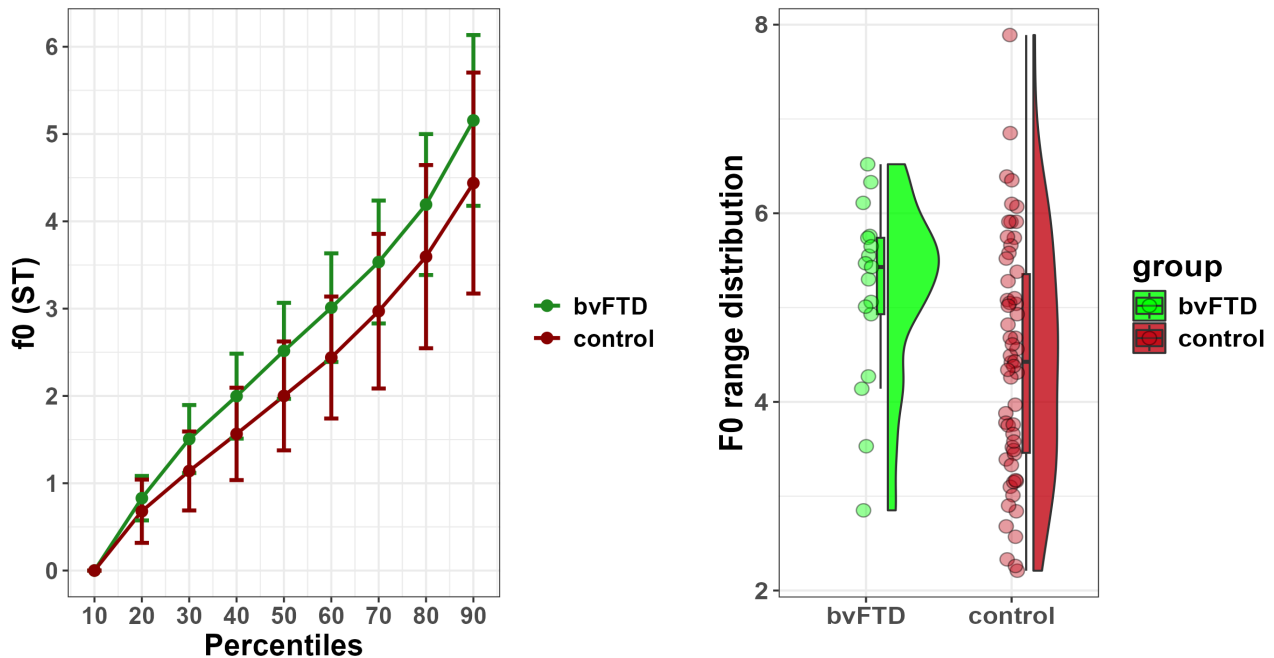 f0 (ST)
6
5
4
3
2
1
0
10 20 30 40 50 60 70 80 90
Percentiles
bvFTD
control
F0 range distribution
8
6
4
2
bvFTD control
group
bvFTD
control